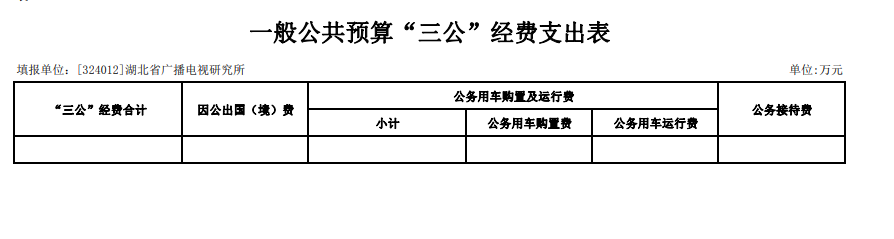 一般公共预算“三公”经费支出表
填报单位：[324012]湖北省广播电视研究所 单位:万元
“三公”经费合计 因公出国（境）费 公务用车购置及运行费 公务接待费
小计 公务用车购置费 公务用车运行费